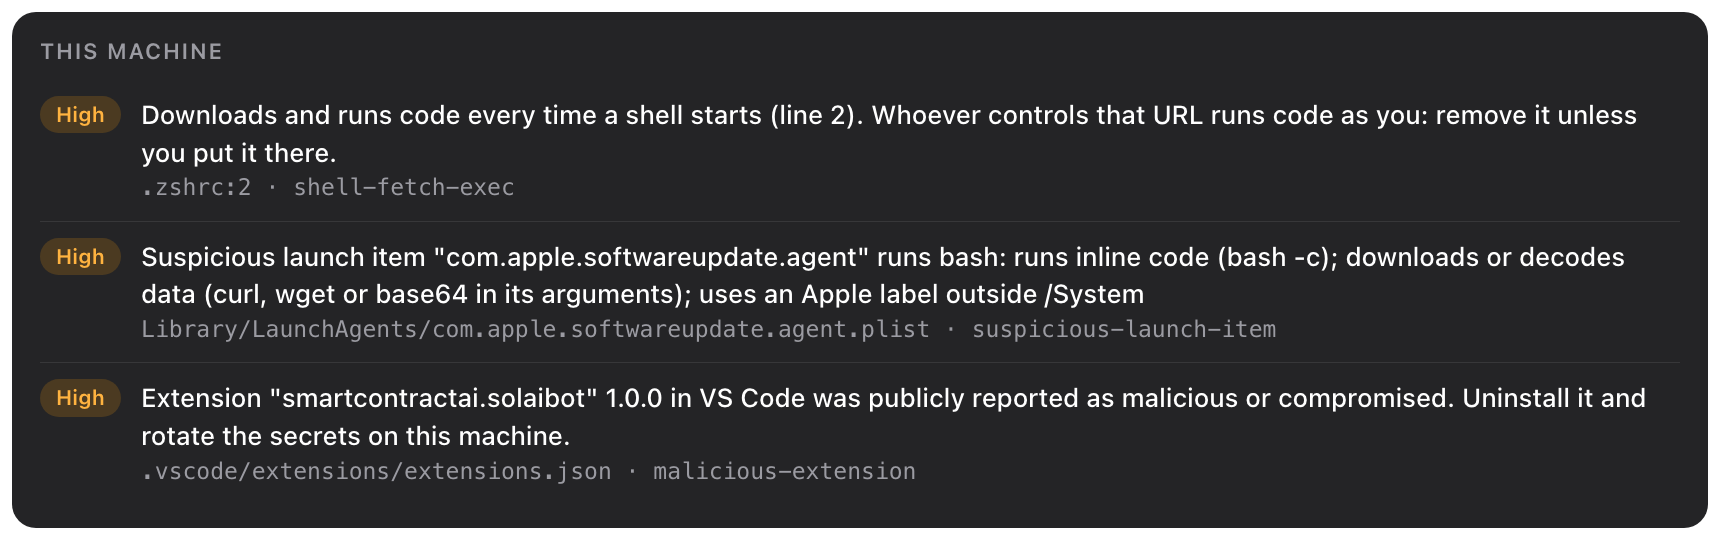 THIS MACHINE
High
Downloads and runs code every time a shell starts (line 2). Whoever controls that URL runs code as you: remove it unless
you put it there.
.zshrc:2 · shell-fetch-exec
High
Suspicious launch item "com.apple.softwareupdate.agent" runs bash: runs inline code (bash -c); downloads or decodes
data (curl, wget or base64 in its arguments); uses an Apple label outside /System
Library/LaunchAgents/com.apple.softwareupdate.agent.plist · suspicious-launch-item
High
Extension "smartcontractai.solaibot" 1.0.0 in VS Code was publicly reported as malicious or compromised. Uninstall it and
rotate the secrets on this machine.
.vscode/extensions/extensions.json · malicious-extension